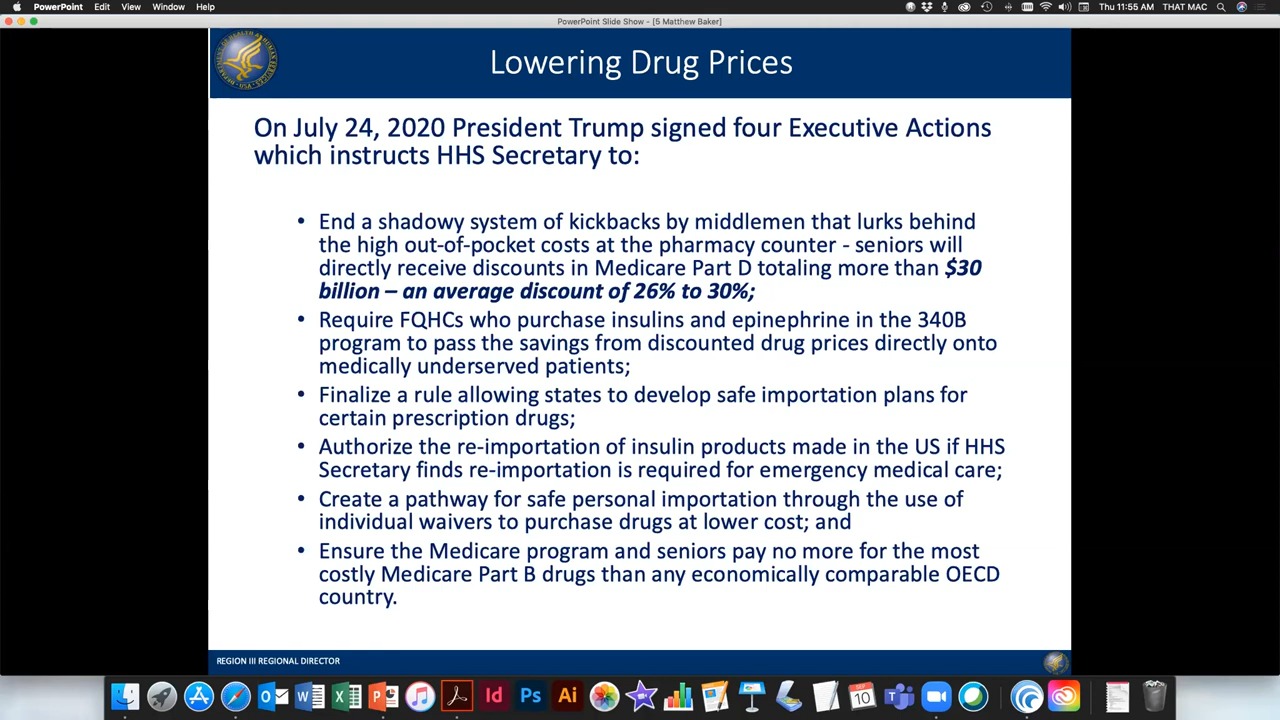 PowerPoint Edit View Window Help Thu 11:55 AM THAT MAC
PowerPoint Slide Show - [5 Matthew Baker]
Lowering Drug Prices
On July 24, 2020 President Trump signed four Executive Actions
which instructs HHS Secretary to:
• End a shadowy system of kickbacks by middlemen that lurks behind
the high out-of-pocket costs at the pharmacy counter - seniors will
directly receive discounts in Medicare Part D totaling more than $30
billion – an average discount of 26% to 30%;
• Require FQHCs who purchase insulins and epinephrine in the 340B
program to pass the savings from discounted drug prices directly onto
medically underserved patients;
• Finalize a rule allowing states to develop safe importation plans for
certain prescription drugs;
• Authorize the re-importation of insulin products made in the US if HHS
Secretary finds re-importation is required for emergency medical care;
• Create a pathway for safe personal importation through the use of
individual waivers to purchase drugs at lower cost; and
• Ensure the Medicare program and seniors pay no more for the most
costly Medicare Part B drugs than any economically comparable OECD
country.
REGION III REGIONAL DIRECTOR
Id Ps Ai SEP 10